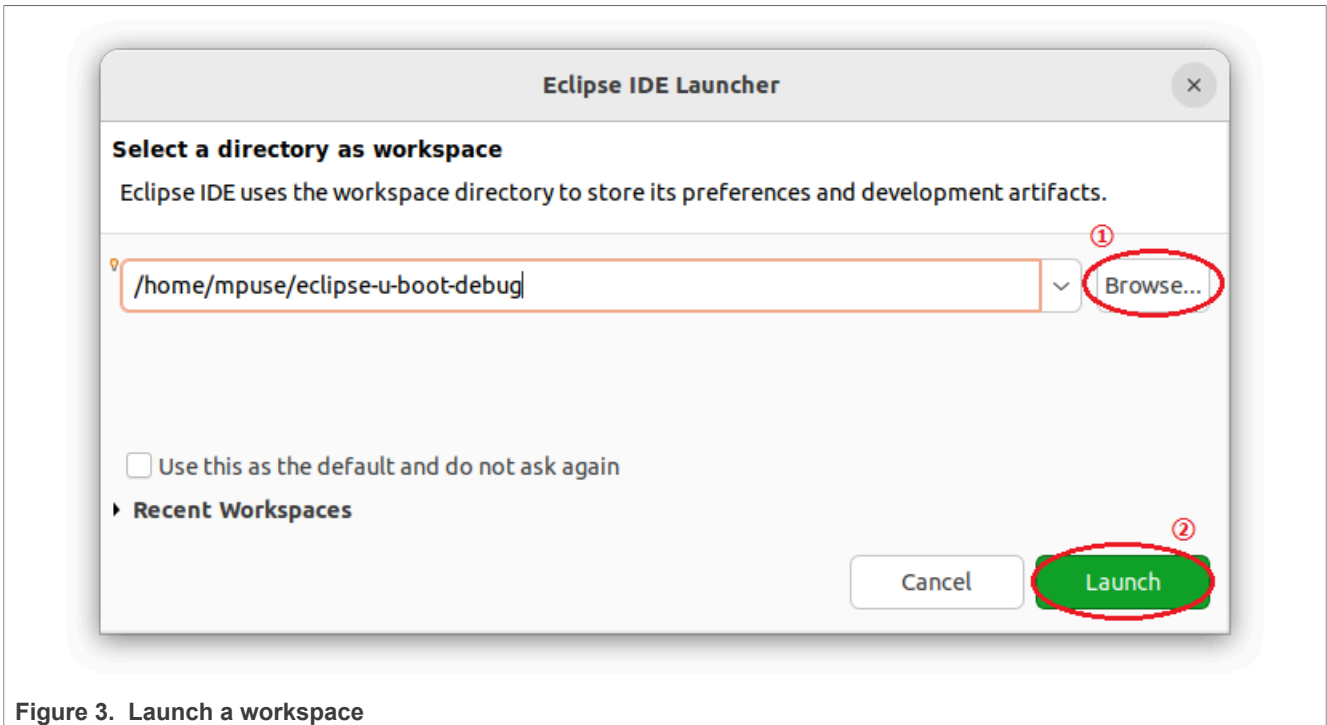 Eclipse IDE Launcher
Select a directory as workspace
Eclipse IDE uses the workspace directory to store its preferences and development artifacts.
①
/home/mpuse/eclipse-u-boot-debug
Browse...
Use this as the default and do not ask again
Recent Workspaces
②
Cancel
Launch
Figure 3. Launch a workspace